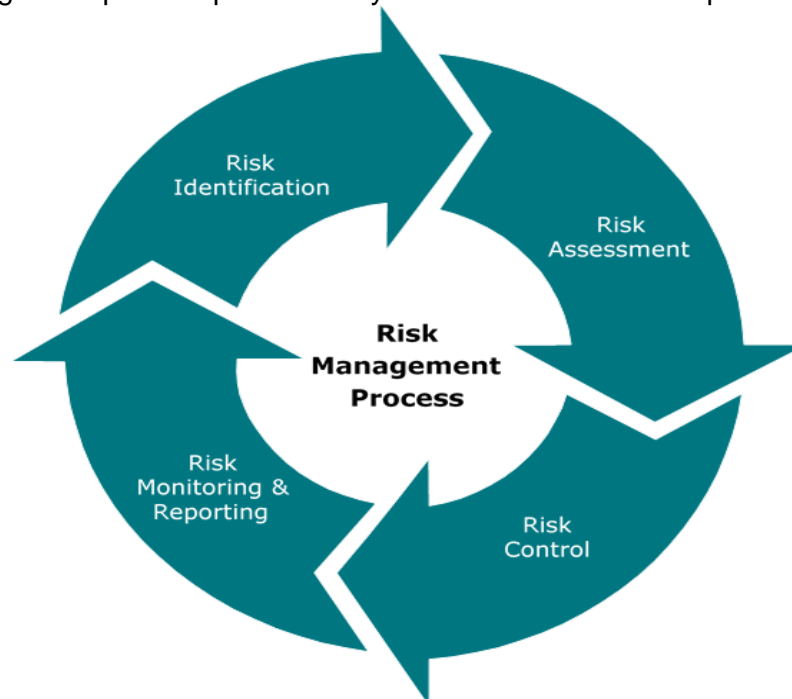 Risk
Identification
Risk
Assessment
Risk
Management
Process
Risk
Monitoring &
Reporting
Risk
Control